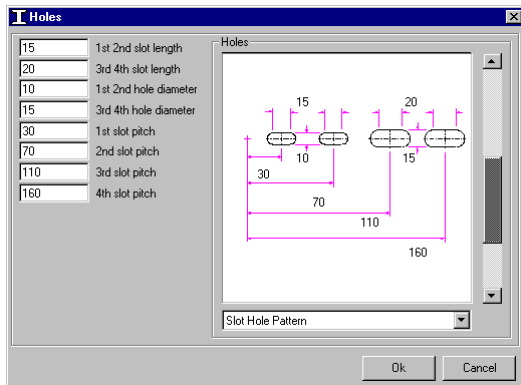 Holes
15 1st 2nd slot length
20 3rd 4th slot length
10 1st 2nd hole diameter
15 3rd 4th hole diameter
30 1st slot pitch
70 2nd slot pitch
110 3rd slot pitch
160 4th slot pitch
Holes
15 20
10 15
30
70
110
160
Slot Hole Pattern
Ok Cancel